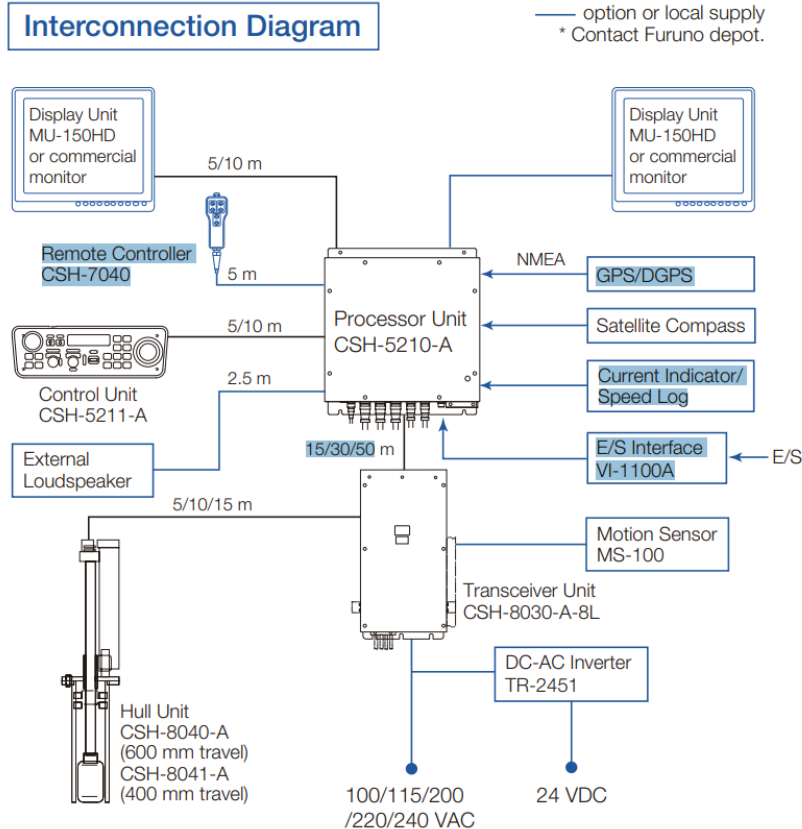 Interconnection Diagram
option or local supply
* Contact Furuno depot.
Display Unit
MU-150HD
or commercial
monitor
5/10 m
Display Unit
MU-150HD
or commercial
monitor
Remote Controller
CSH-7040
5 m
NMEA
GPS/DGPS
Processor Unit
CSH-5210-A
Satellite Compass
5/10 m
Control Unit
CSH-5211-A
2.5 m
Current Indicator/
Speed Log
External
Loudspeaker
15/30/50 m
E/S Interface
VI-1100A
E/S
5/10/15 m
Motion Sensor
MS-100
Transceiver Unit
CSH-8030-A-8L
DC-AC Inverter
TR-2451
Hull Unit
CSH-8040-A
(600 mm travel)
CSH-8041-A
(400 mm travel)
100/115/200
/220/240 VAC
24 VDC